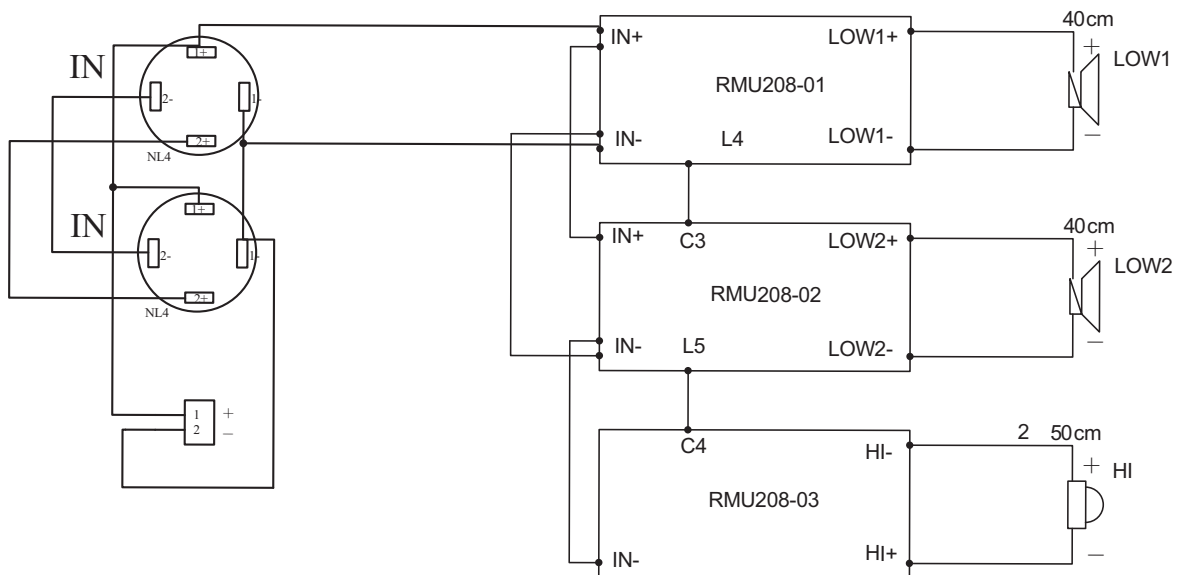 IN
1+
2-
1-
2+
NL4
IN
1+
2-
1-
2+
NL4
1
2
+
−
IN+
LOW1+
RMU208-01
IN-
L4
LOW1-
40cm
+
LOW1
−
IN+
C3
LOW2+
RMU208-02
IN-
L5
LOW2-
40cm
+
LOW2
−
C4
HI-
RMU208-03
IN-
HI+
2 50cm
+
HI
−